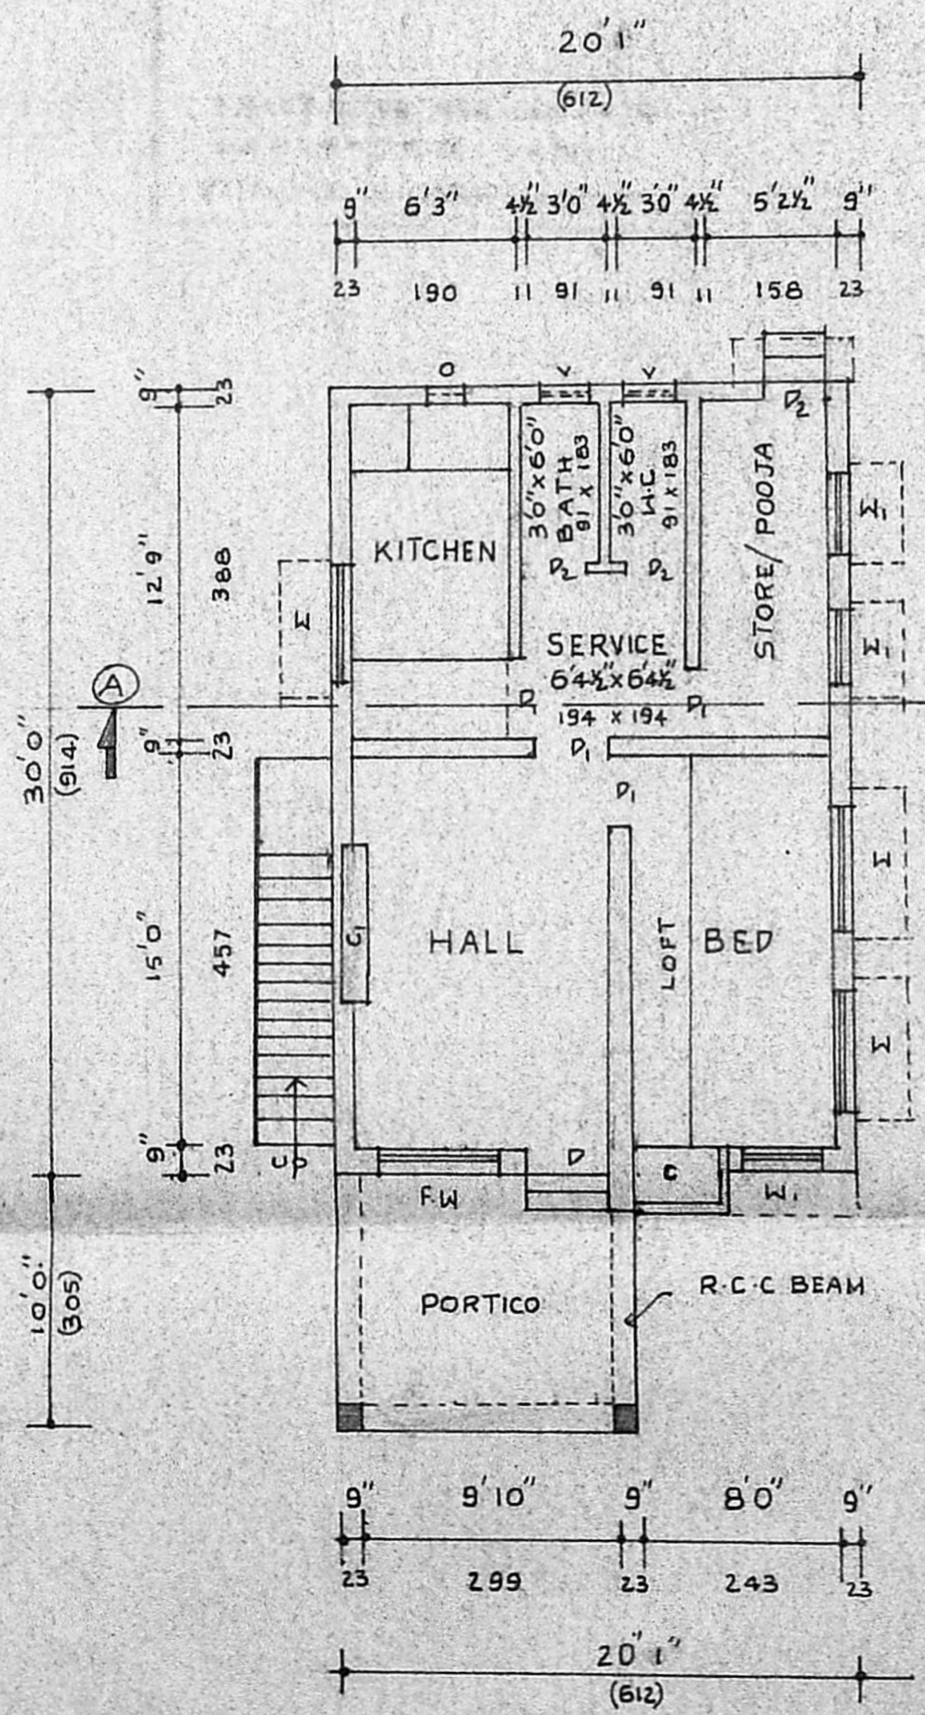 20'1"
(612)
9" 6'3" 4½" 3'0" 4½" 3'0" 4½" 5'2½" 9"
23 190 11 91 11 91 11 158 23
O V V
9" 23
D2
3'0"x6'0"
BATH
91 x 183
3'0"x6'0"
W.C
91 x 183
STORE/POOJA
W1
KITCHEN
12'9" 388
D2 D2
W
SERVICE
6'4½"x6'4½"
194 x 194
W1
A
D D1
30'0"
(914)
9" 23
D1
D1
W
15'0" 457
C1
HALL
LOFT
BED
W
9" 23
UP
D
C
F.W
W1
10'0"
(305)
PORTICO
R.C.C BEAM
9" 9'10" 9" 8'0" 9"
23 299 23 243 23
20'1"
(612)